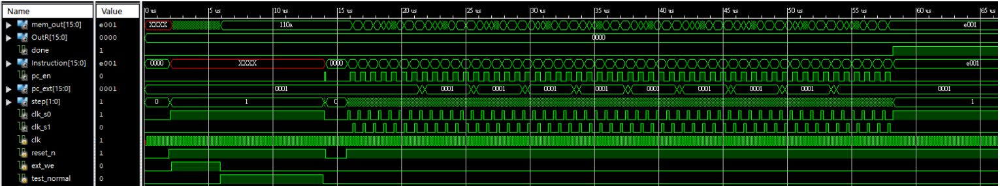 Name Value 0 us 5 us 10 us 15 us 20 us 25 us 30 us 35 us 40 us 45 us 50 us 55 us 60 us 65 us
mem_out[15:0] e001 XXXX 110a e001
OutR[15:0] 0000 0000
done 1
Instruction[15:0] e001 0000 XXXX 0000 e001
pc_en 0
pc_ext[15:0] 0001 0001 0001 0001 0001 0001 0001 0001 0001 0001 0001
step[1:0] 1 0 1 0 1
clk_s0 1
clk_s1 0
clk 1
reset_n 1
ext_we 0
test_normal 0